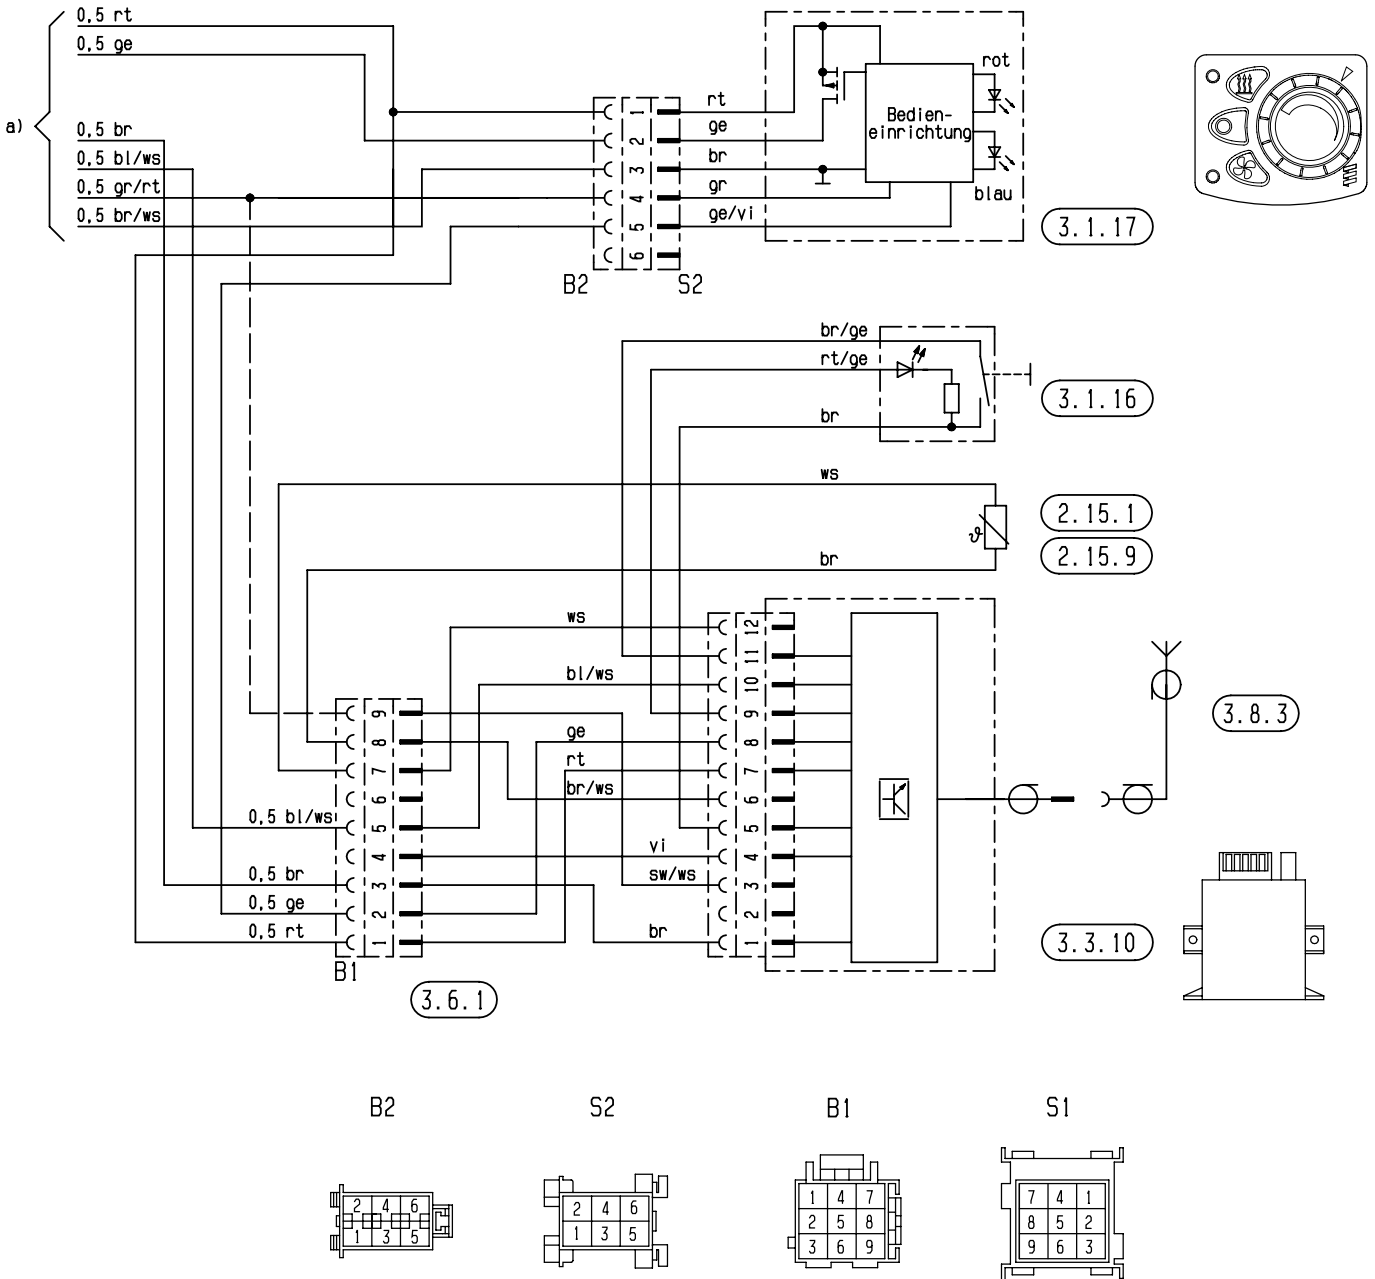 0,5 rt
0,5 ge
a)
0,5 br
0,5 bl/ws
0,5 gr/rt
0,5 br/ws
rt
ge
br
gr
ge/vi
1
2
3
4
5
6
B2
S2
Bedien-
einrichtung
rot
blau
3.1.17
br/ge
rt/ge
br
3.1.16
ws
ϑ
2.15.1
br
2.15.9
ws
bl/ws
ge
rt
br/ws
vi
sw/ws
br
12
11
10
9
8
7
6
5
4
3
2
1
3.8.3
3.3.10
9
8
7
6
5
4
3
2
1
0,5 bl/ws
0,5 br
0,5 ge
0,5 rt
B1
3.6.1
B2
S2
B1
S1
2 4 6
1 3 5
2 4 6
1 3 5
1 4 7
2 5 8
3 6 9
7 4 1
8 5 2
9 6 3